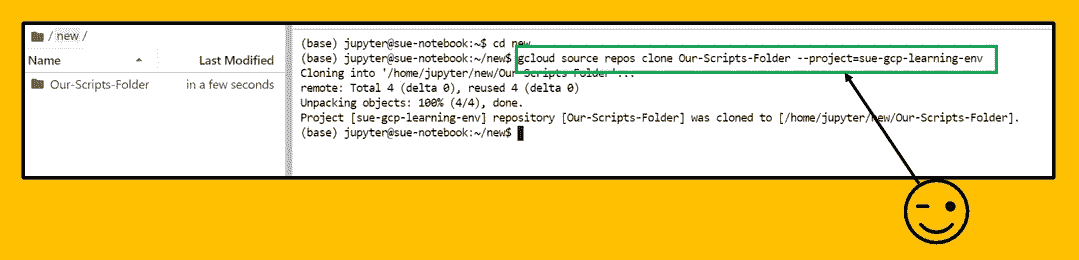 / new /
Name Last Modified
Our-Scripts-Folder in a few seconds
(base) jupyter@sue-notebook:~$ cd new
(base) jupyter@sue-notebook:~/new$ gcloud source repos clone Our-Scripts-Folder --project=sue-gcp-learning-env
Cloning into '/home/jupyter/new/Our-Scripts-Folder'...
remote: Total 4 (delta 0), reused 4 (delta 0)
Unpacking objects: 100% (4/4), done.
Project [sue-gcp-learning-env] repository [Our-Scripts-Folder] was cloned to [/home/jupyter/new/Our-Scripts-Folder].
(base) jupyter@sue-notebook:~/new$